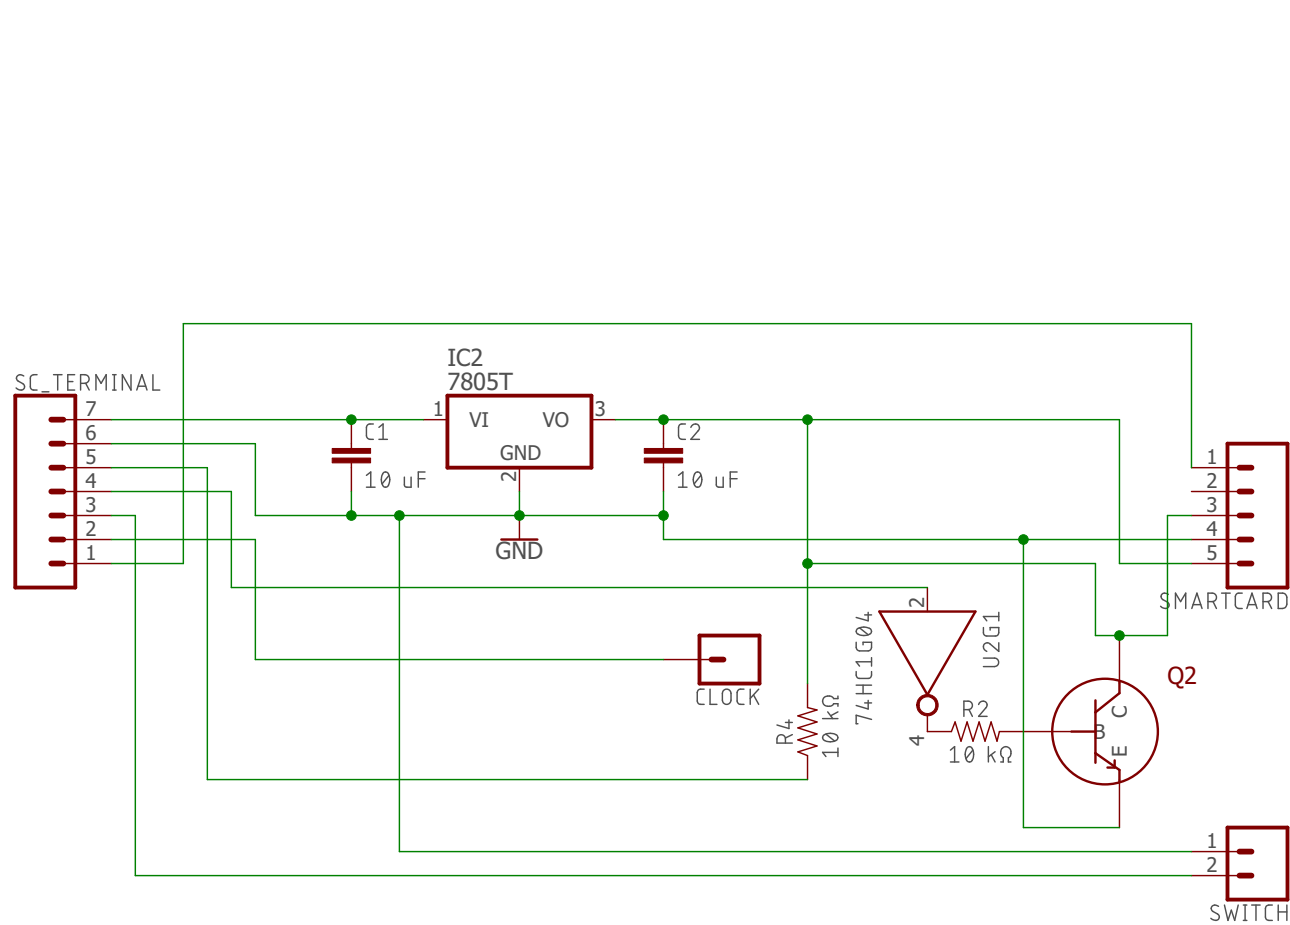 IC2
7805T
SC_TERMINAL
7
6
5
4
3
2
1
C1
10 uF
1
VI
VO
GND
3
2
GND
C2
10 uF
1
2
3
4
5
SMARTCARD
2
74HC1G04
U2G1
4
CLOCK
R4
10 kΩ
R2
10 kΩ
Q2
C
B
E
1
2
SWITCH